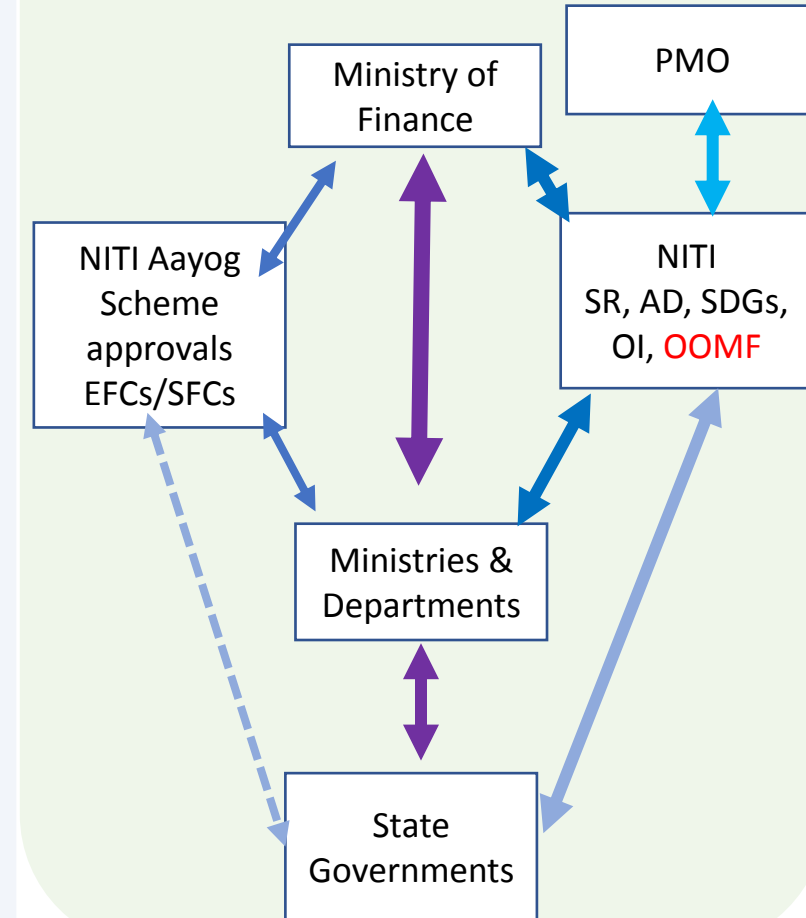 Ministry of
Finance
PMO
NITI Aayog
Scheme
approvals
EFCs/SFCs
NITI
SR, AD, SDGs,
OI, OOMF
Ministries &
Departments
State
Governments